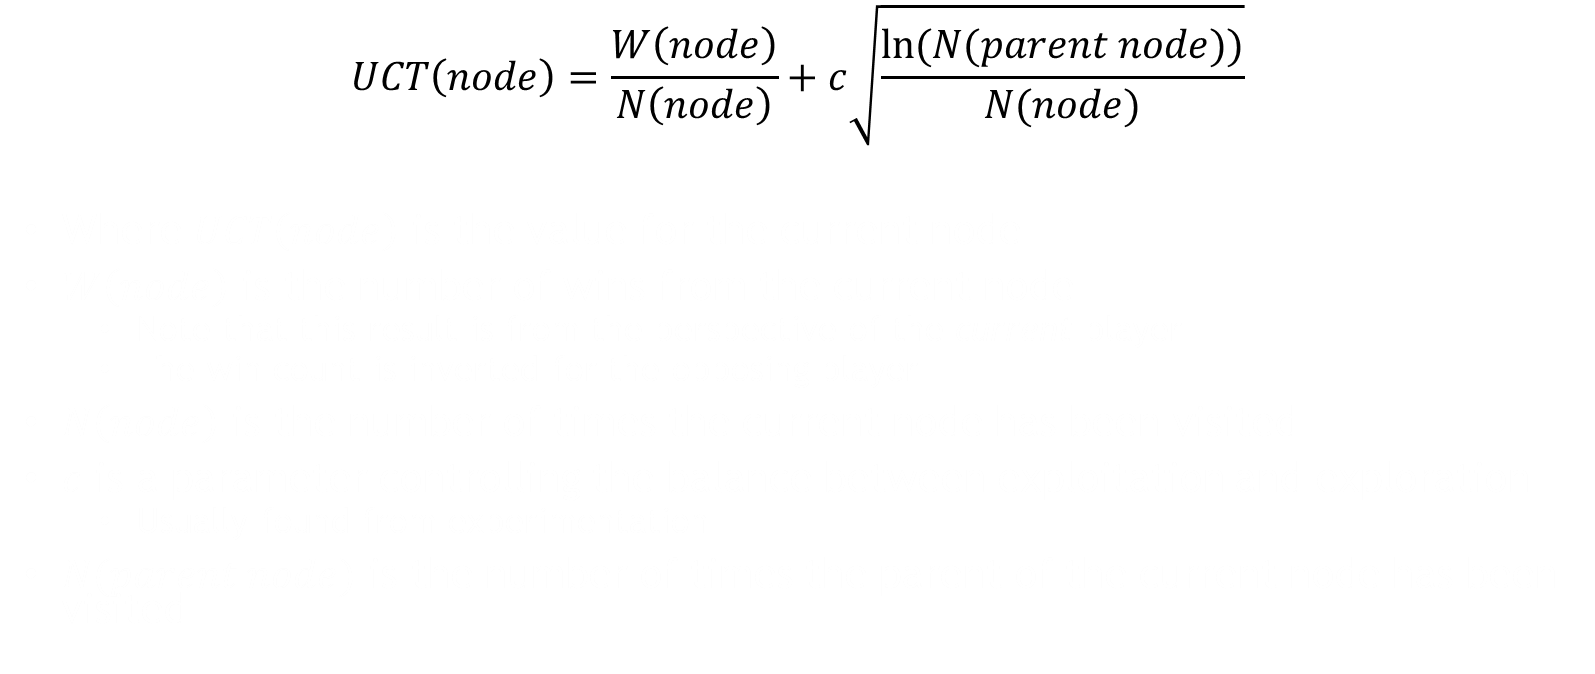 UCT(node) = W(node)/N(node) + c√(ln(N(parent node))/N(node))